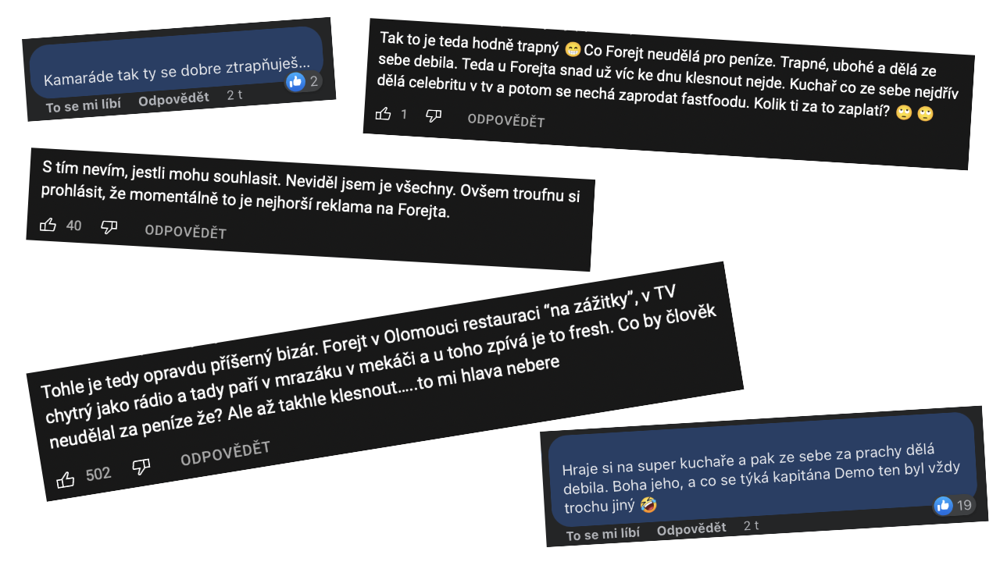 Kamaráde tak ty se dobre ztrapňuješ...
To se mi líbí Odpovědět 2 t 2
Tak to je teda hodně trapný 😁 Co Forejt neudělá pro peníze. Trapné, ubohé a dělá ze
sebe debila. Teda u Forejta snad už víc ke dnu klesnout nejde. Kuchař co ze sebe nejdřív
dělá celebritu v tv a potom se nechá zaprodat fastfoodu. Kolik ti za to zaplatí? 🙄 🙄
1 ODPOVĚDĚT
S tím nevím, jestli mohu souhlasit. Neviděl jsem je všechny. Ovšem troufnu si
prohlásit, že momentálně to je nejhorší reklama na Forejta.
40 ODPOVĚDĚT
Tohle je tedy opravdu příšerný bizár. Forejt v Olomouci restauraci “na zážitky”, v TV
chytrý jako rádio a tady paří v mrazáku v mekáči a u toho zpívá je to fresh. Co by člověk
neudělal za peníze že? Ale až takhle klesnout…..to mi hlava nebere
502 ODPOVĚDĚT
Hraje si na super kuchaře a pak ze sebe za prachy dělá
debila. Boha jeho, a co se týká kapitána Demo ten byl vždy
trochu jiný 🤣
19
To se mi líbí Odpovědět 2 t